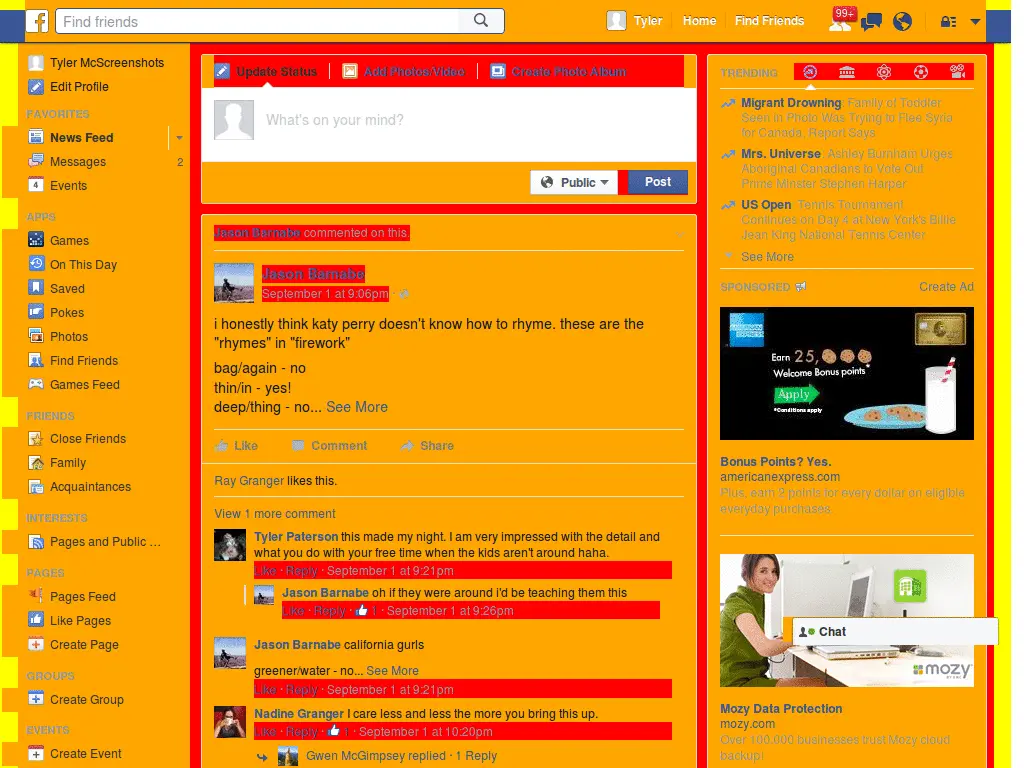 f
Find friends
Tyler
Home
Find Friends
99+
Tyler McScreenshots
Edit Profile
FAVORITES
News Feed
Messages 2
4 Events
APPS
Games
On This Day
Saved
Pokes
Photos
Find Friends
Games Feed
FRIENDS
Close Friends
Family
Acquaintances
INTERESTS
Pages and Public ...
PAGES
Pages Feed
Like Pages
Create Page
GROUPS
Create Group
EVENTS
Create Event
Update Status
Add Photos/Video
Create Photo Album
What's on your mind?
Public
Post
Jason Barnabe commented on this.
Jason Barnabe
September 1 at 9:06pm ·
i honestly think katy perry doesn't know how to rhyme. these are the
"rhymes" in "firework"
bag/again - no
thin/in - yes!
deep/thing - no... See More
Like Comment Share
Ray Granger likes this.
View 1 more comment
Tyler Paterson this made my night. I am very impressed with the detail and
what you do with your free time when the kids aren't around haha.
Like · Reply · September 1 at 9:21pm
Jason Barnabe oh if they were around i'd be teaching them this
Like · Reply · 1 · September 1 at 9:26pm
Jason Barnabe california gurls
greener/water - no... See More
Like · Reply · September 1 at 9:21pm
Nadine Granger I care less and less the more you bring this up.
Like · Reply · 1 · September 1 at 10:20pm
Gwen McGimpsey replied · 1 Reply
TRENDING
Migrant Drowning: Family of Toddler
Seen in Photo Was Trying to Flee Syria
for Canada, Report Says
Mrs. Universe: Ashley Burnham Urges
Aboriginal Canadians to Vote Out
Prime Minster Stephen Harper
US Open: Tennis Tournament
Continues on Day 4 at New York's Billie
Jean King National Tennis Center
See More
SPONSORED
Create Ad
Earn 25,
Welcome Bonus points*
Apply
*Conditions apply
Bonus Points? Yes.
americanexpress.com
Plus, earn 2 points for every dollar on eligible
everyday purchases.
Chat
mozy
Mozy Data Protection
mozy.com
Over 100,000 businesses trust Mozy cloud
backup!